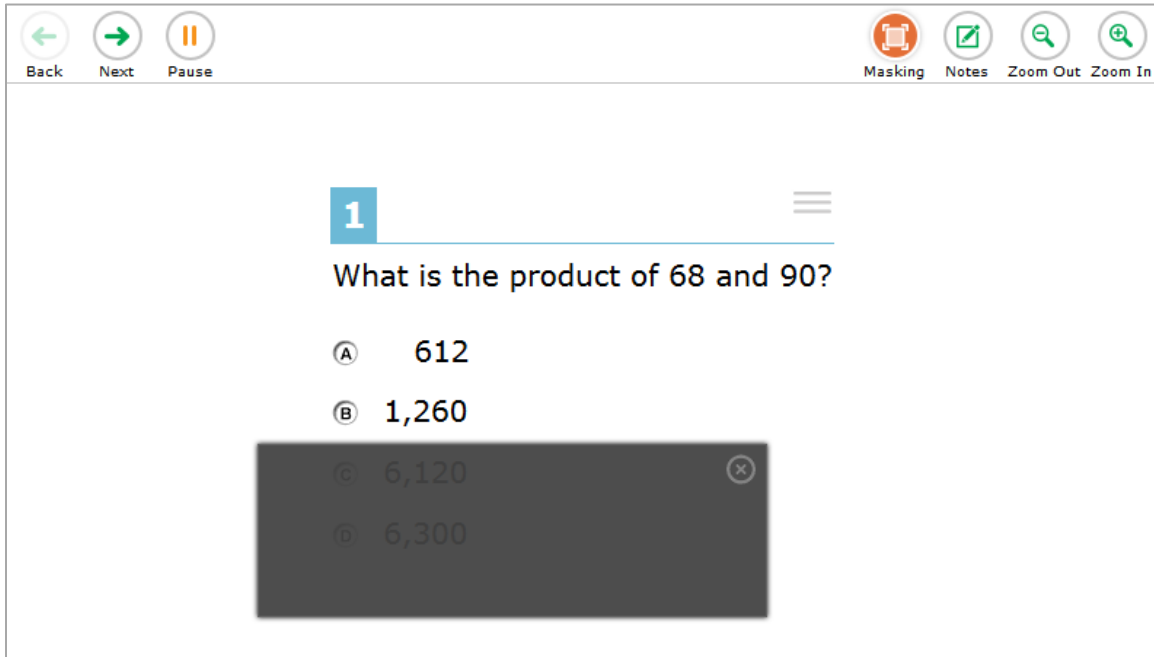 Back Next Pause Masking Notes Zoom Out Zoom In
1
What is the product of 68 and 90?
A 612
B 1,260
C 6,120
D 6,300